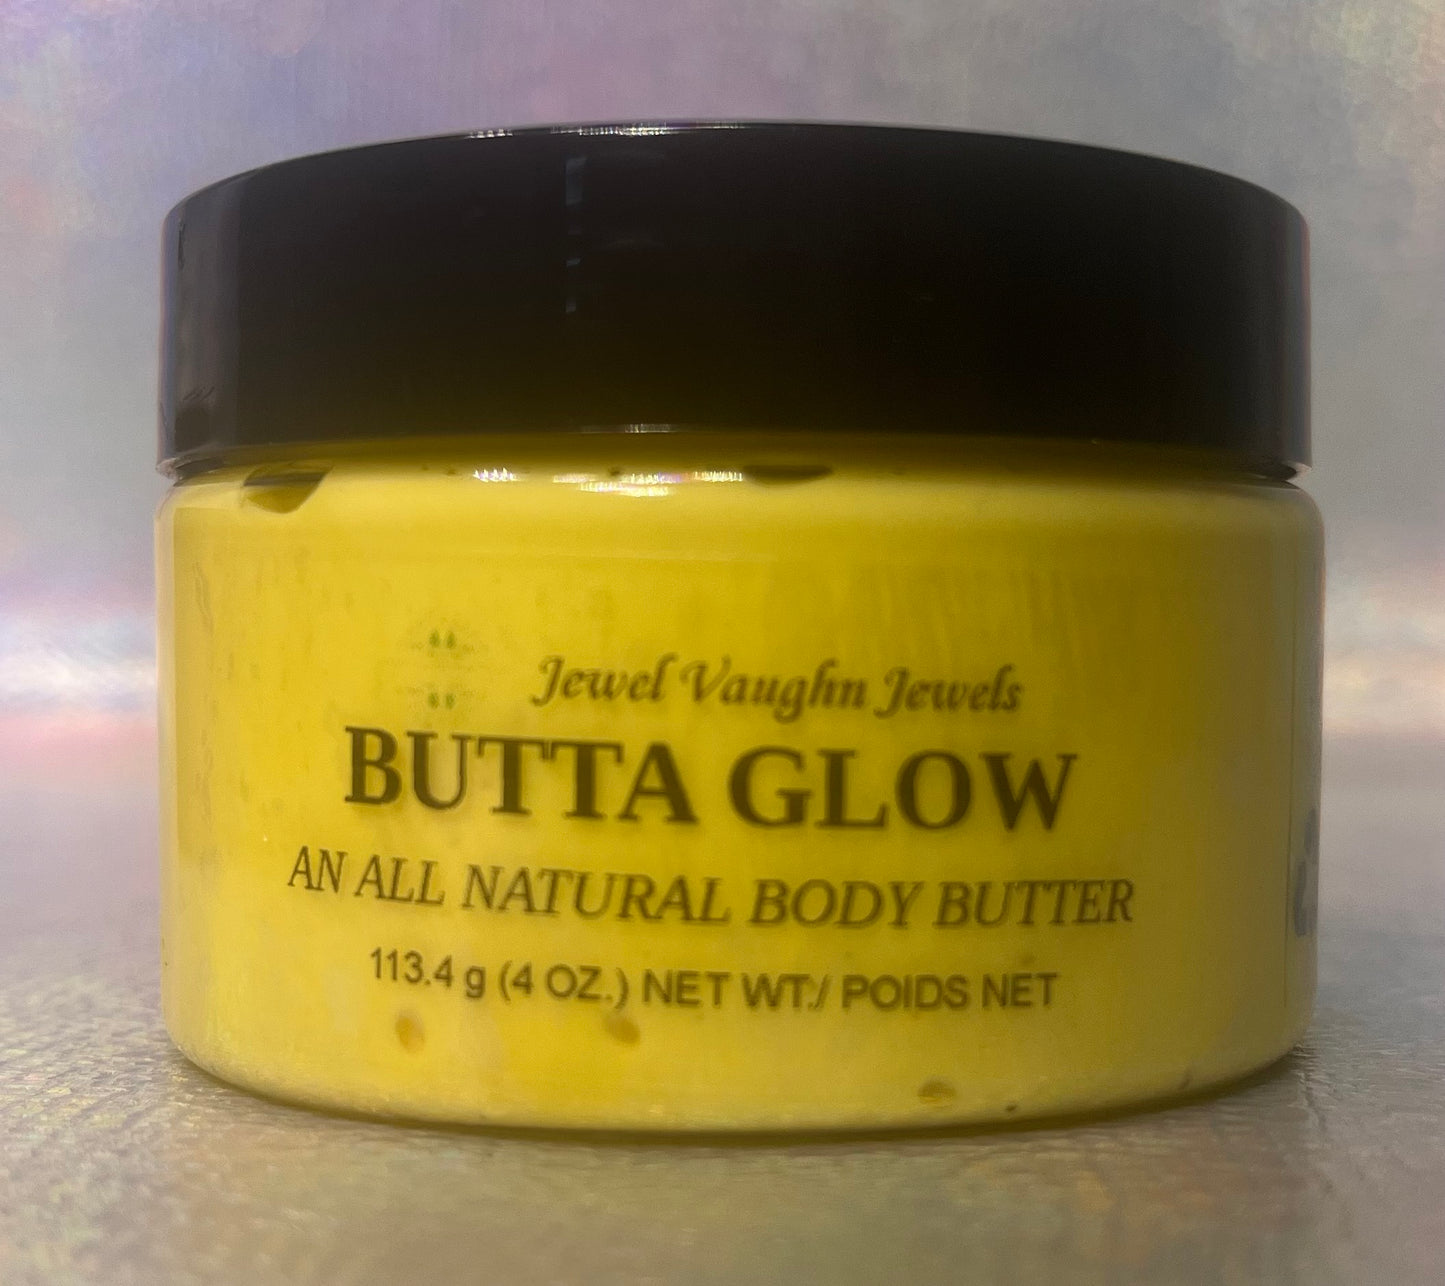 Jewel Vaughn Jewels
BUTTA GLOW
AN ALL NATURAL BODY BUTTER
113.4 g (4 OZ.) NET WT./ POIDS NET